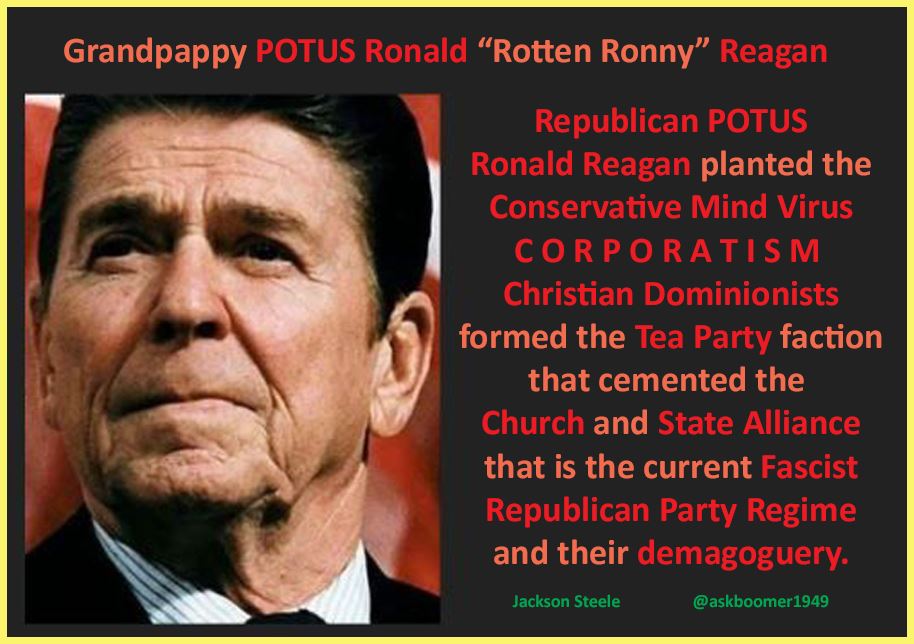 Grandpappy POTUS Ronald “Rotten Ronny” Reagan
Republican POTUS
Ronald Reagan planted the
Conservative Mind Virus
C O R P O R A T I S M
Christian Dominionists
formed the Tea Party faction
that cemented the
Church and State Alliance
that is the current Fascist
Republican Party Regime
and their demagoguery.
Jackson Steele @askboomer1949